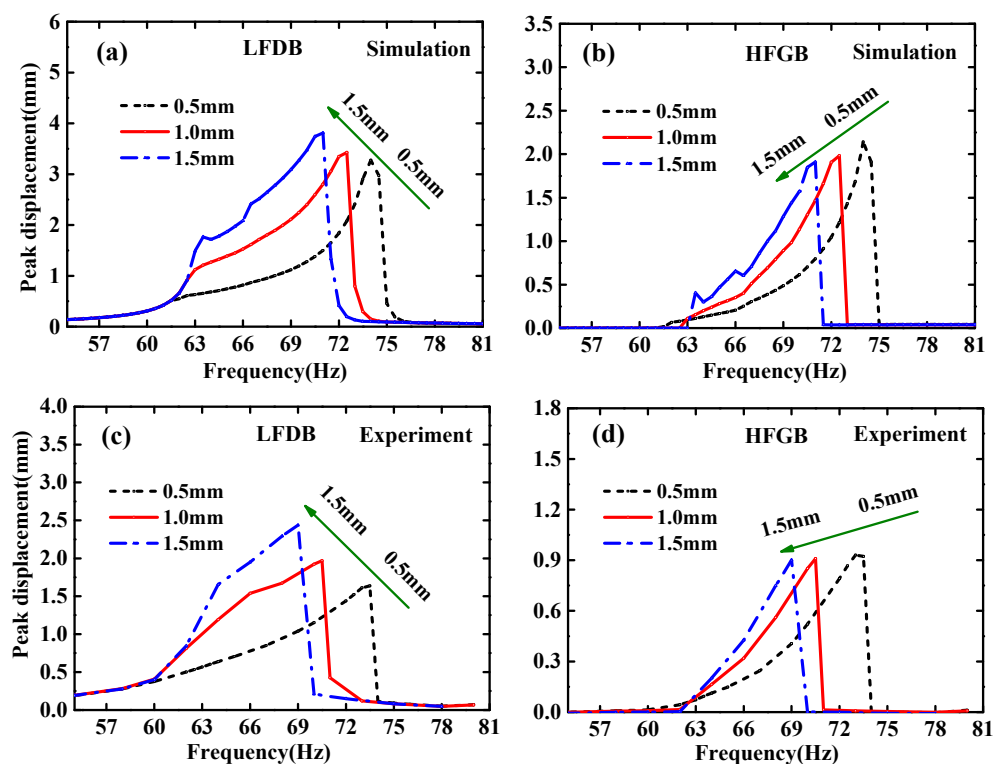 (a) LFDB Simulation
0.5mm
1.0mm
1.5mm
1.5mm 0.5mm
Peak displacement(mm)
6
5
4
3
2
1
0
57 60 63 66 69 72 75 78 81
Frequency(Hz)
(b) HFGB Simulation
0.5mm
1.0mm
1.5mm
1.5mm 0.5mm
3.5
3.0
2.5
2.0
1.5
1.0
0.5
0.0
57 60 63 66 69 72 75 78 81
Frequency(Hz)
(c) LFDB Experiment
0.5mm
1.0mm
1.5mm
1.5mm 0.5mm
Peak displacement(mm)
4.0
3.5
3.0
2.5
2.0
1.5
1.0
0.5
0.0
57 60 63 66 69 72 75 78 81
Frequency(Hz)
(d) HFGB Experiment
0.5mm
1.0mm
1.5mm
1.5mm 0.5mm
1.8
1.5
1.2
0.9
0.6
0.3
0.0
57 60 63 66 69 72 75 78 81
Frequency(Hz)